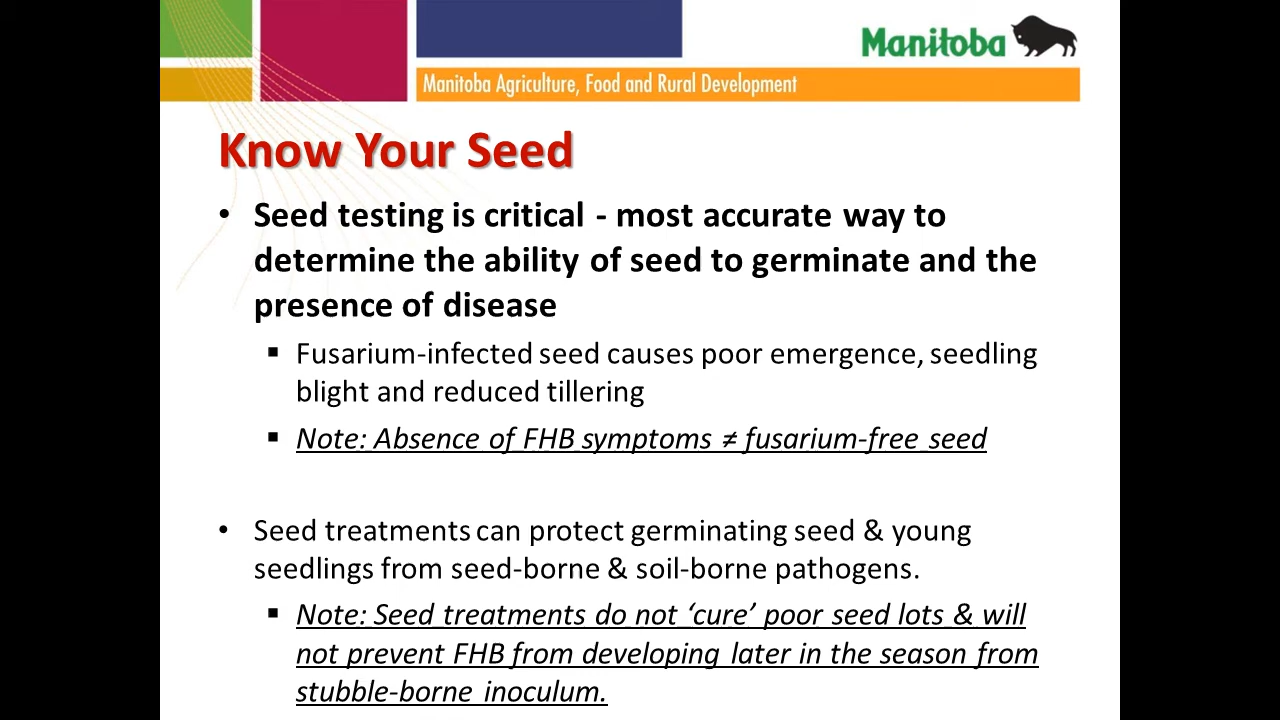 Manitoba
Manitoba Agriculture, Food and Rural Development
Know Your Seed
• Seed testing is critical - most accurate way to
determine the ability of seed to germinate and the
presence of disease
▪ Fusarium-infected seed causes poor emergence, seedling
blight and reduced tillering
▪ Note: Absence of FHB symptoms ≠ fusarium-free seed
• Seed treatments can protect germinating seed & young
seedlings from seed-borne & soil-borne pathogens.
▪ Note: Seed treatments do not ‘cure’ poor seed lots & will
not prevent FHB from developing later in the season from
stubble-borne inoculum.